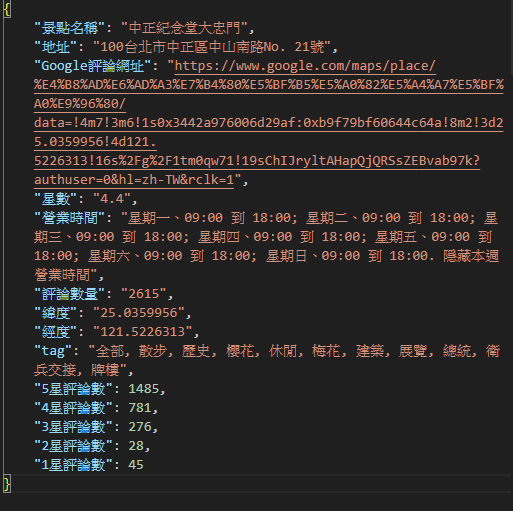 {
"景點名稱": "中正紀念堂大忠門",
"地址": "100台北市中正區中山南路No. 21號",
"Google評論網址": "https://www.google.com/maps/place/
%E4%B8%AD%E6%AD%A3%E7%B4%80%E5%BF%B5%E5%A0%82%E5%A4%A7%E5%BF%
A0%E9%96%80/
data=!4m7!3m6!1s0x3442a976006d29af:0xb9f79bf60644c64a!8m2!3d2
5.0359956!4d121.
5226313!16s%2Fg%2F1tm0qw71!19sChIJryltAHapQjQRSsZEBvab97k?
authuser=0&hl=zh-TW&rclk=1",
"星數": "4.4",
"營業時間": "星期一、09:00 到 18:00; 星期二、09:00 到 18:00; 星
期三、09:00 到 18:00; 星期四、09:00 到 18:00; 星期五、09:00 到
18:00; 星期六、09:00 到 18:00; 星期日、09:00 到 18:00. 隱藏本週
營業時間",
"評論數量": "2615",
"緯度": "25.0359956",
"經度": "121.5226313",
"tag": "全部, 散步, 歷史, 櫻花, 休閒, 梅花, 建築, 展覽, 總統, 衛
兵交接, 牌樓",
"5星評論數": 1485,
"4星評論數": 781,
"3星評論數": 276,
"2星評論數": 28,
"1星評論數": 45
}